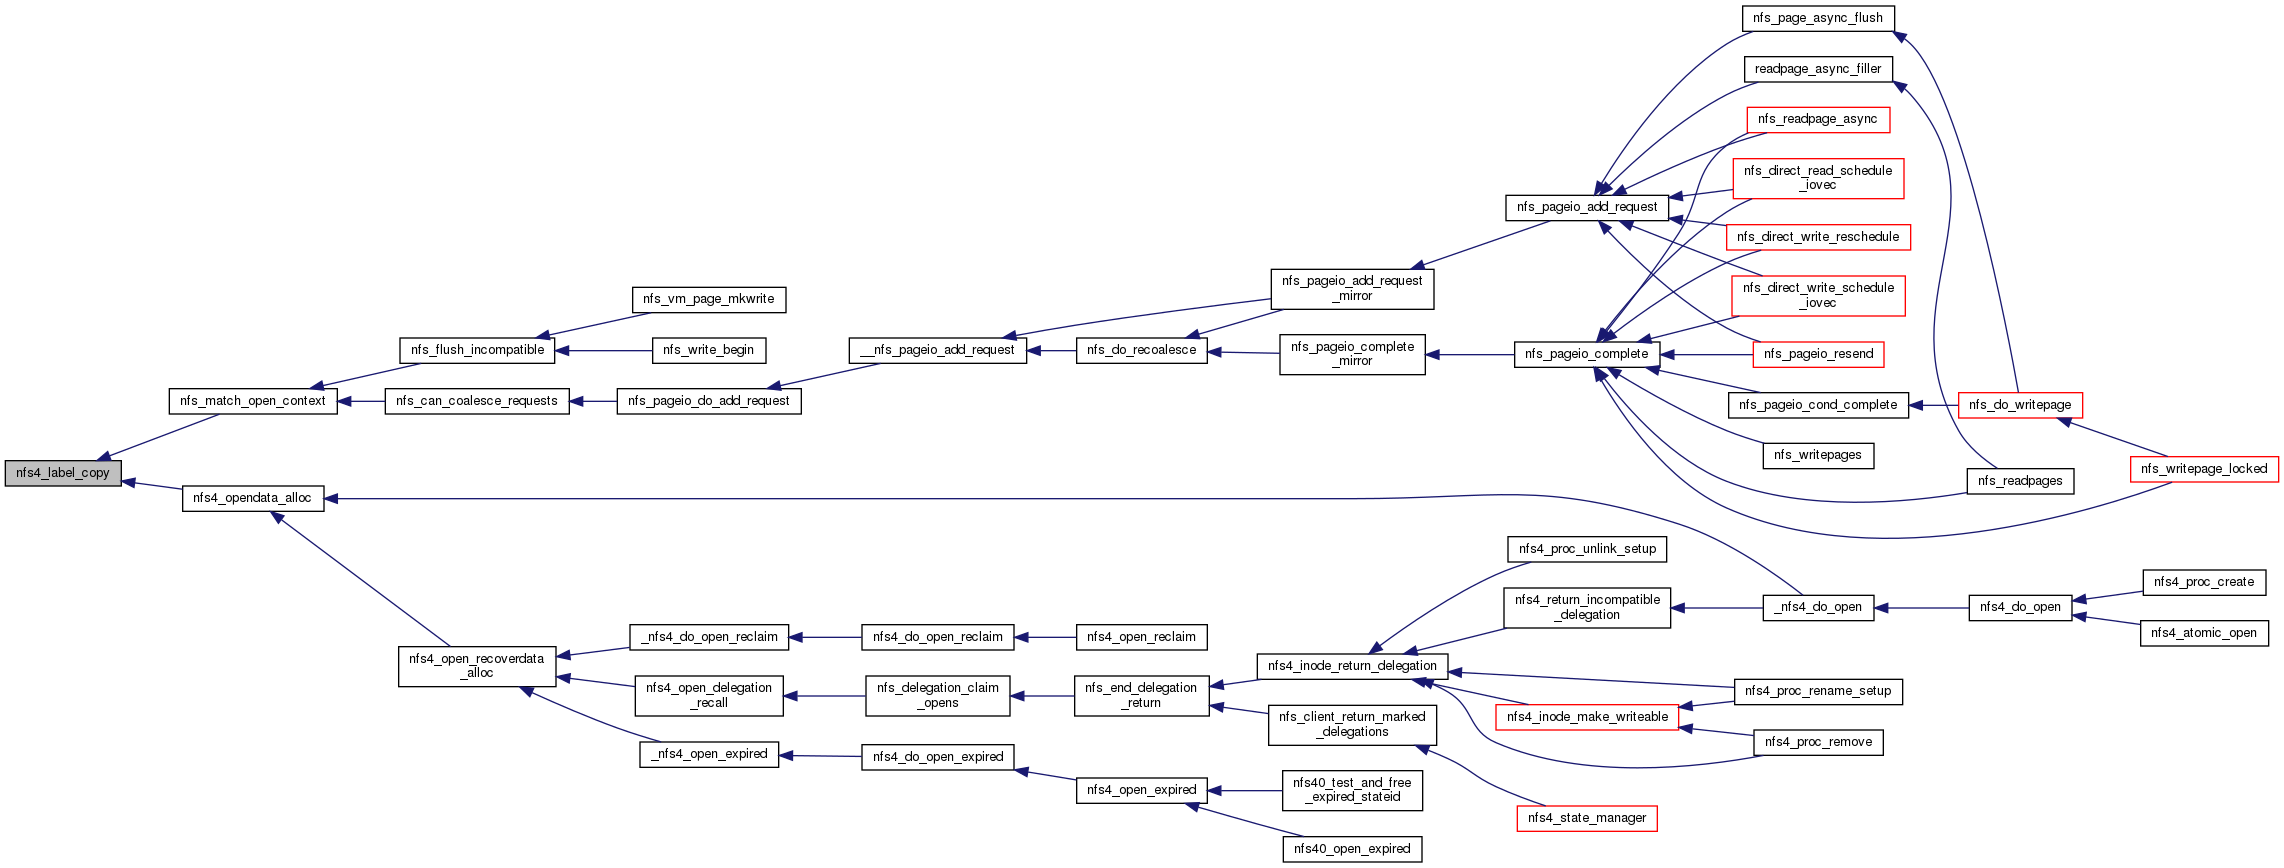 nfs_page_async_flush
readpage_async_filler
nfs_readpage_async
nfs_direct_read_schedule
_iovec
nfs_pageio_add_request
nfs_direct_write_reschedule
nfs_pageio_add_request
_mirror
nfs_direct_write_schedule
_iovec
nfs_vm_page_mkwrite
nfs_flush_incompatible
nfs_write_begin
__nfs_pageio_add_request
nfs_do_recoalesce
nfs_pageio_complete
_mirror
nfs_pageio_complete
nfs_pageio_resend
nfs_match_open_context
nfs_can_coalesce_requests
nfs_pageio_do_add_request
nfs_pageio_cond_complete
nfs_do_writepage
nfs_writepages
nfs_writepage_locked
nfs4_label_copy
nfs_readpages
nfs4_opendata_alloc
nfs4_proc_unlink_setup
nfs4_return_incompatible
_delegation
_nfs4_do_open
nfs4_do_open
nfs4_proc_create
nfs4_atomic_open
_nfs4_do_open_reclaim
nfs4_do_open_reclaim
nfs4_open_reclaim
nfs4_open_recoverdata
_alloc
nfs4_inode_return_delegation
nfs4_open_delegation
_recall
nfs_delegation_claim
_opens
nfs_end_delegation
_return
nfs4_proc_rename_setup
nfs_client_return_marked
_delegations
nfs4_inode_make_writeable
nfs4_proc_remove
_nfs4_open_expired
nfs4_do_open_expired
nfs4_open_expired
nfs40_test_and_free
_expired_stateid
nfs4_state_manager
nfs40_open_expired